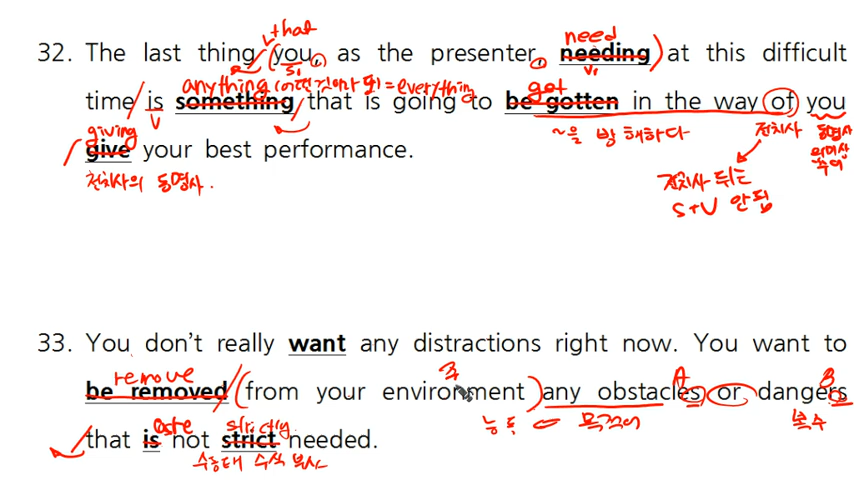 that need
32. The last thing you, as the presenter, needing at this difficult
anything (어떤 것이라도) = everything get
time is something that is going to be gotten in the way of you
S V V
giving ~을 방해하다 전치사 동명사
give your best performance. 의미상
전치사의 동명사. 전치사 뒤는 주어
S+V 안됨
33. You don't really want any distractions right now. You want to
remove A B
be removed from your environment any obstacles or dangers
are strictly 능동 목적어 복수
that is not strict needed.
수동태 수식 부사